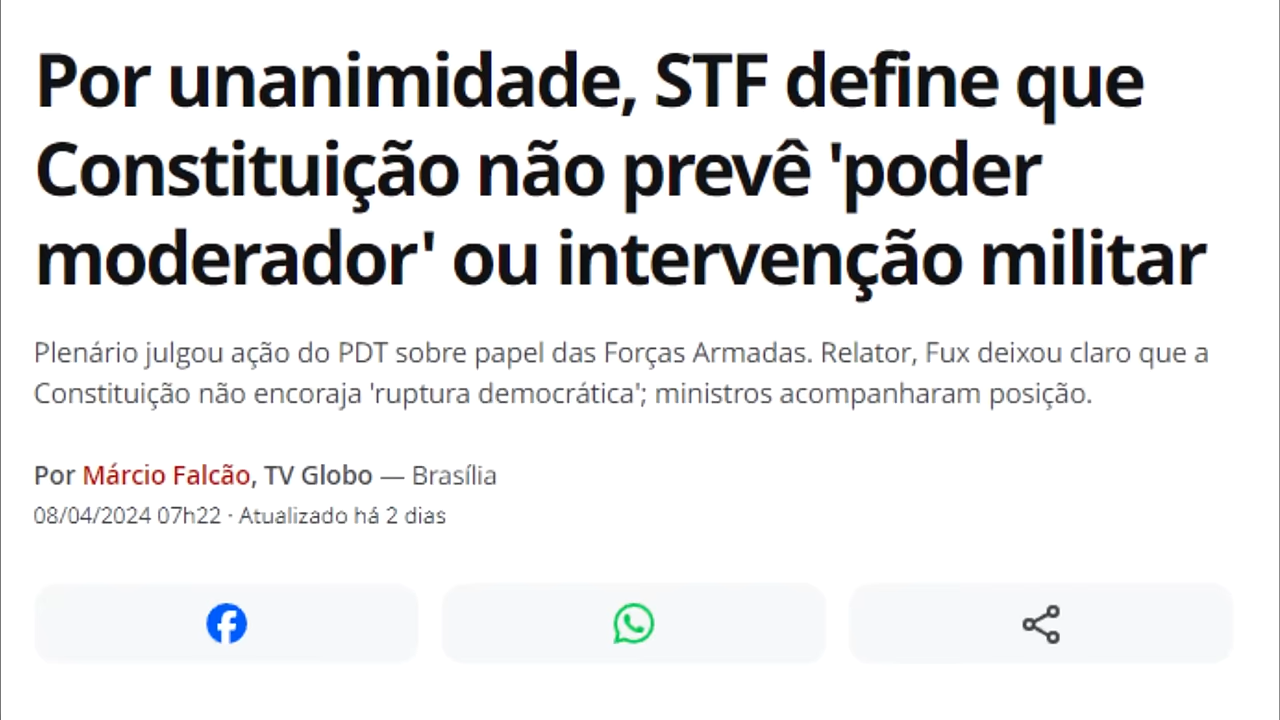 Por unanimidade, STF define que
Constituição não prevê 'poder
moderador' ou intervenção militar
Plenário julgou ação do PDT sobre papel das Forças Armadas. Relator, Fux deixou claro que a
Constituição não encoraja 'ruptura democrática'; ministros acompanharam posição.
Por Márcio Falcão, TV Globo — Brasília
08/04/2024 07h22 · Atualizado há 2 dias